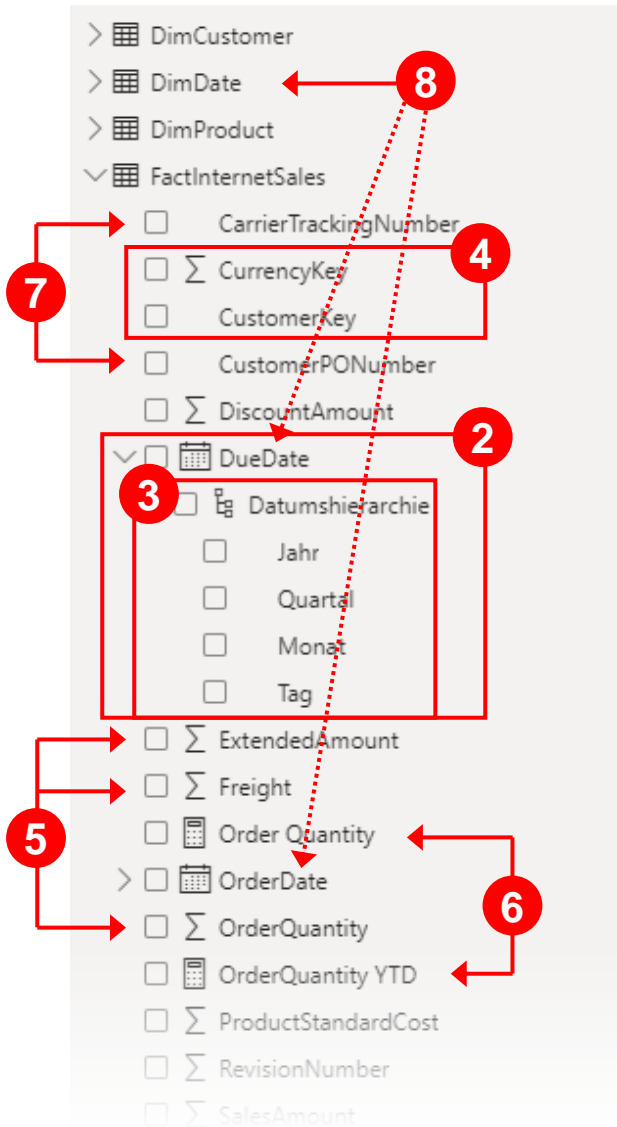 DimCustomer
DimDate 8
DimProduct
FactInternetSales
CarrierTrackingNumber
4
CurrencyKey
7
CustomerKey
CustomerPONumber
DiscountAmount
2
DueDate
3
Datumshierarchie
Jahr
Quartal
Monat
Tag
ExtendedAmount
Freight
5
Order Quantity
OrderDate
6
OrderQuantity
OrderQuantity YTD
ProductStandardCost
RevisionNumber
SalesAmount